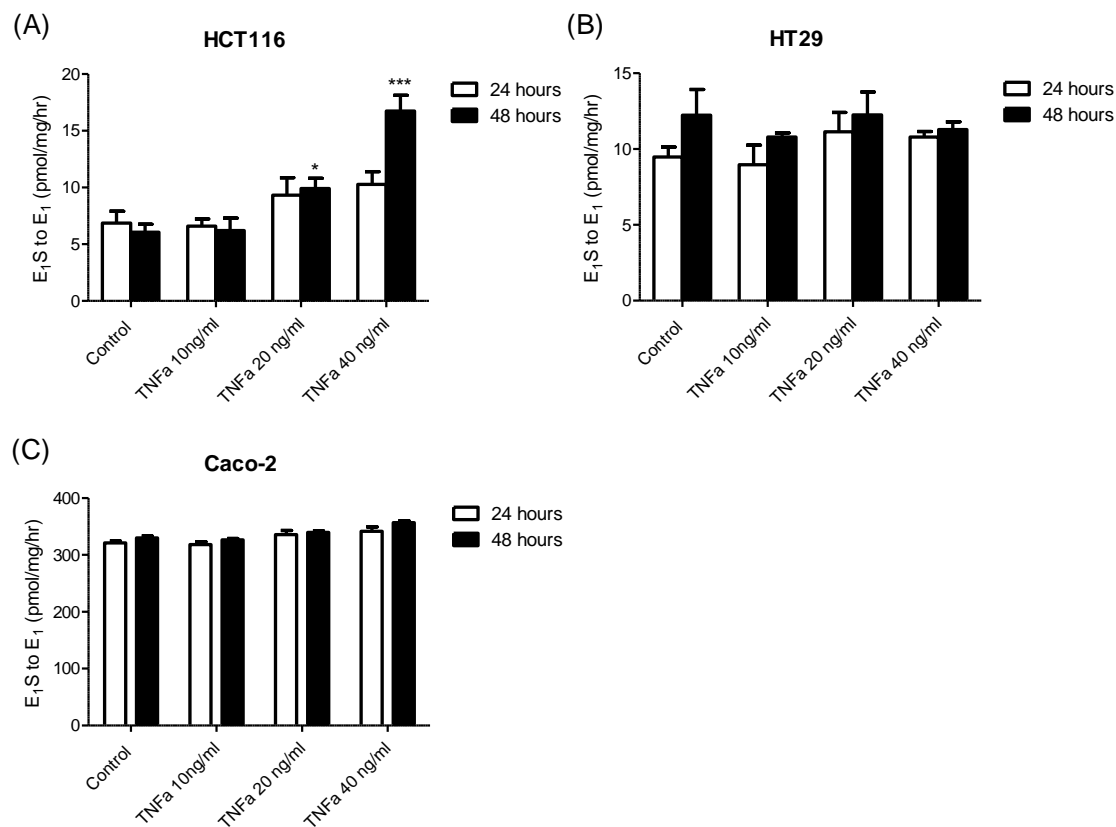 (A)
HCT116
E₁S to E₁ (pmol/mg/hr)
20
15
10
5
0
***
*
24 hours
48 hours
Control
TNFa 10ng/ml
TNFa 20 ng/ml
TNFa 40 ng/ml
(B)
HT29
E₁S to E₁ (pmol/mg/hr)
15
10
5
0
24 hours
48 hours
Control
TNFa 10ng/ml
TNFa 20 ng/ml
TNFa 40 ng/ml
(C)
Caco-2
E₁S to E₁ (pmol/mg/hr)
400
300
200
100
0
24 hours
48 hours
Control
TNFa 10ng/ml
TNFa 20 ng/ml
TNFa 40 ng/ml